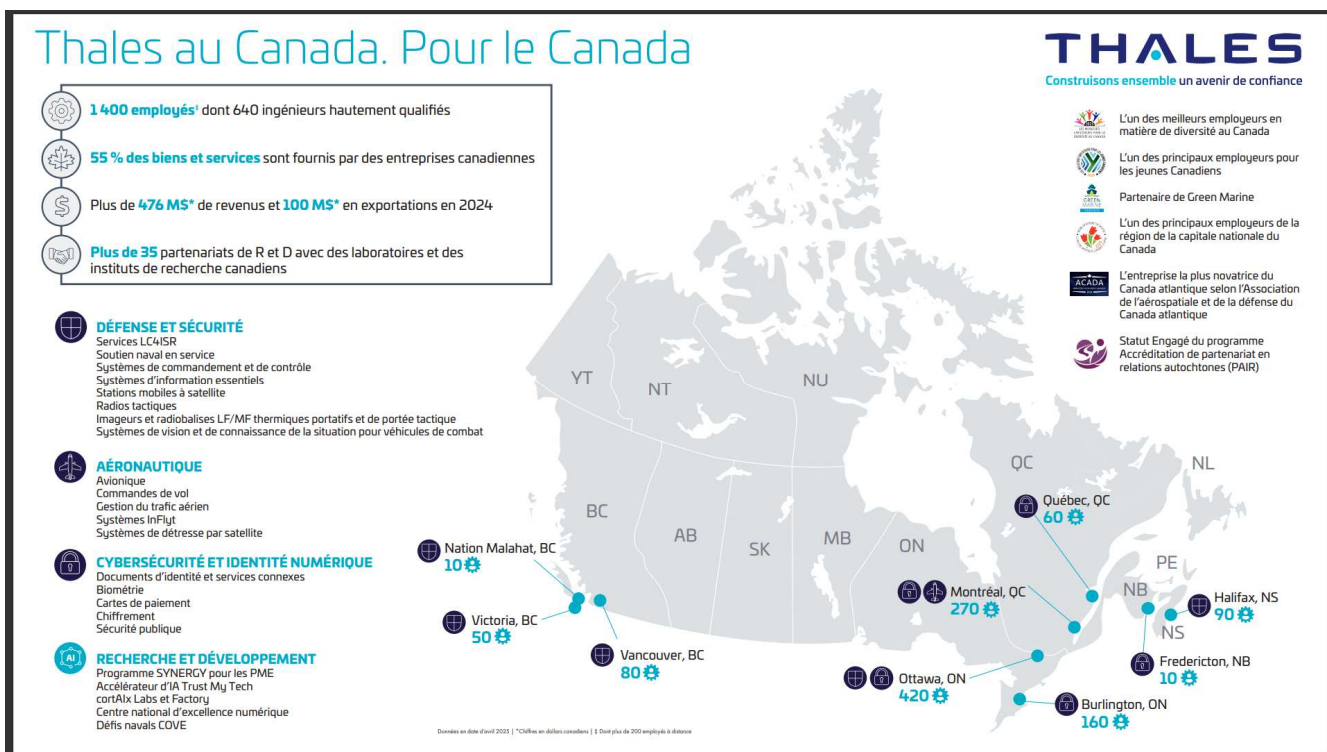 Thales au Canada. Pour le Canada
THALES
Construisons ensemble un avenir de confiance
1 400 employés‡ dont 640 ingénieurs hautement qualifiés
55 % des biens et services sont fournis par des entreprises canadiennes
Plus de 476 M$* de revenus et 100 M$* en exportations en 2024
Plus de 35 partenariats de R et D avec des laboratoires et des
instituts de recherche canadiens
L'un des meilleurs employeurs en
matière de diversité au Canada
L'un des principaux employeurs pour
les jeunes Canadiens
GREEN
MARINE
Partenaire de Green Marine
L'un des principaux employeurs de la
région de la capitale nationale du
Canada
ACADA
L'entreprise la plus novatrice du
Canada atlantique selon l'Association
de l'aérospatiale et de la défense du
Canada atlantique
Statut Engagé du programme
Accréditation de partenariat en
relations autochtones (PAIR)
DÉFENSE ET SÉCURITÉ
Services LC4ISR
Soutien naval en service
Systèmes de commandement et de contrôle
Systèmes d'information essentiels
Stations mobiles à satellite
Radios tactiques
Imageurs et radiobalises LF/MF thermiques portatifs et de portée tactique
Systèmes de vision et de connaissance de la situation pour véhicules de combat
AÉRONAUTIQUE
Avionique
Commandes de vol
Gestion du trafic aérien
Systèmes InFlyt
Systèmes de détresse par satellite
CYBERSÉCURITÉ ET IDENTITÉ NUMÉRIQUE
Documents d'identité et services connexes
Biométrie
Cartes de paiement
Chiffrement
Sécurité publique
AI
RECHERCHE ET DÉVELOPPEMENT
Programme SYNERGY pour les PME
Accélérateur d'IA Trust My Tech
cortAIx Labs et Factory
Centre national d'excellence numérique
Défis navals COVE
YT
NT
NU
BC
AB
SK
MB
ON
QC
NL
PE
NB
NS
Nation Malahat, BC
10
Victoria, BC
50
Vancouver, BC
80
Québec, QC
60
Montréal, QC
270
Ottawa, ON
420
Halifax, NS
90
Fredericton, NB
10
Burlington, ON
160
Données en date d'avril 2025 | *Chiffres en dollars canadiens | ‡ Dont plus de 200 employés à distance